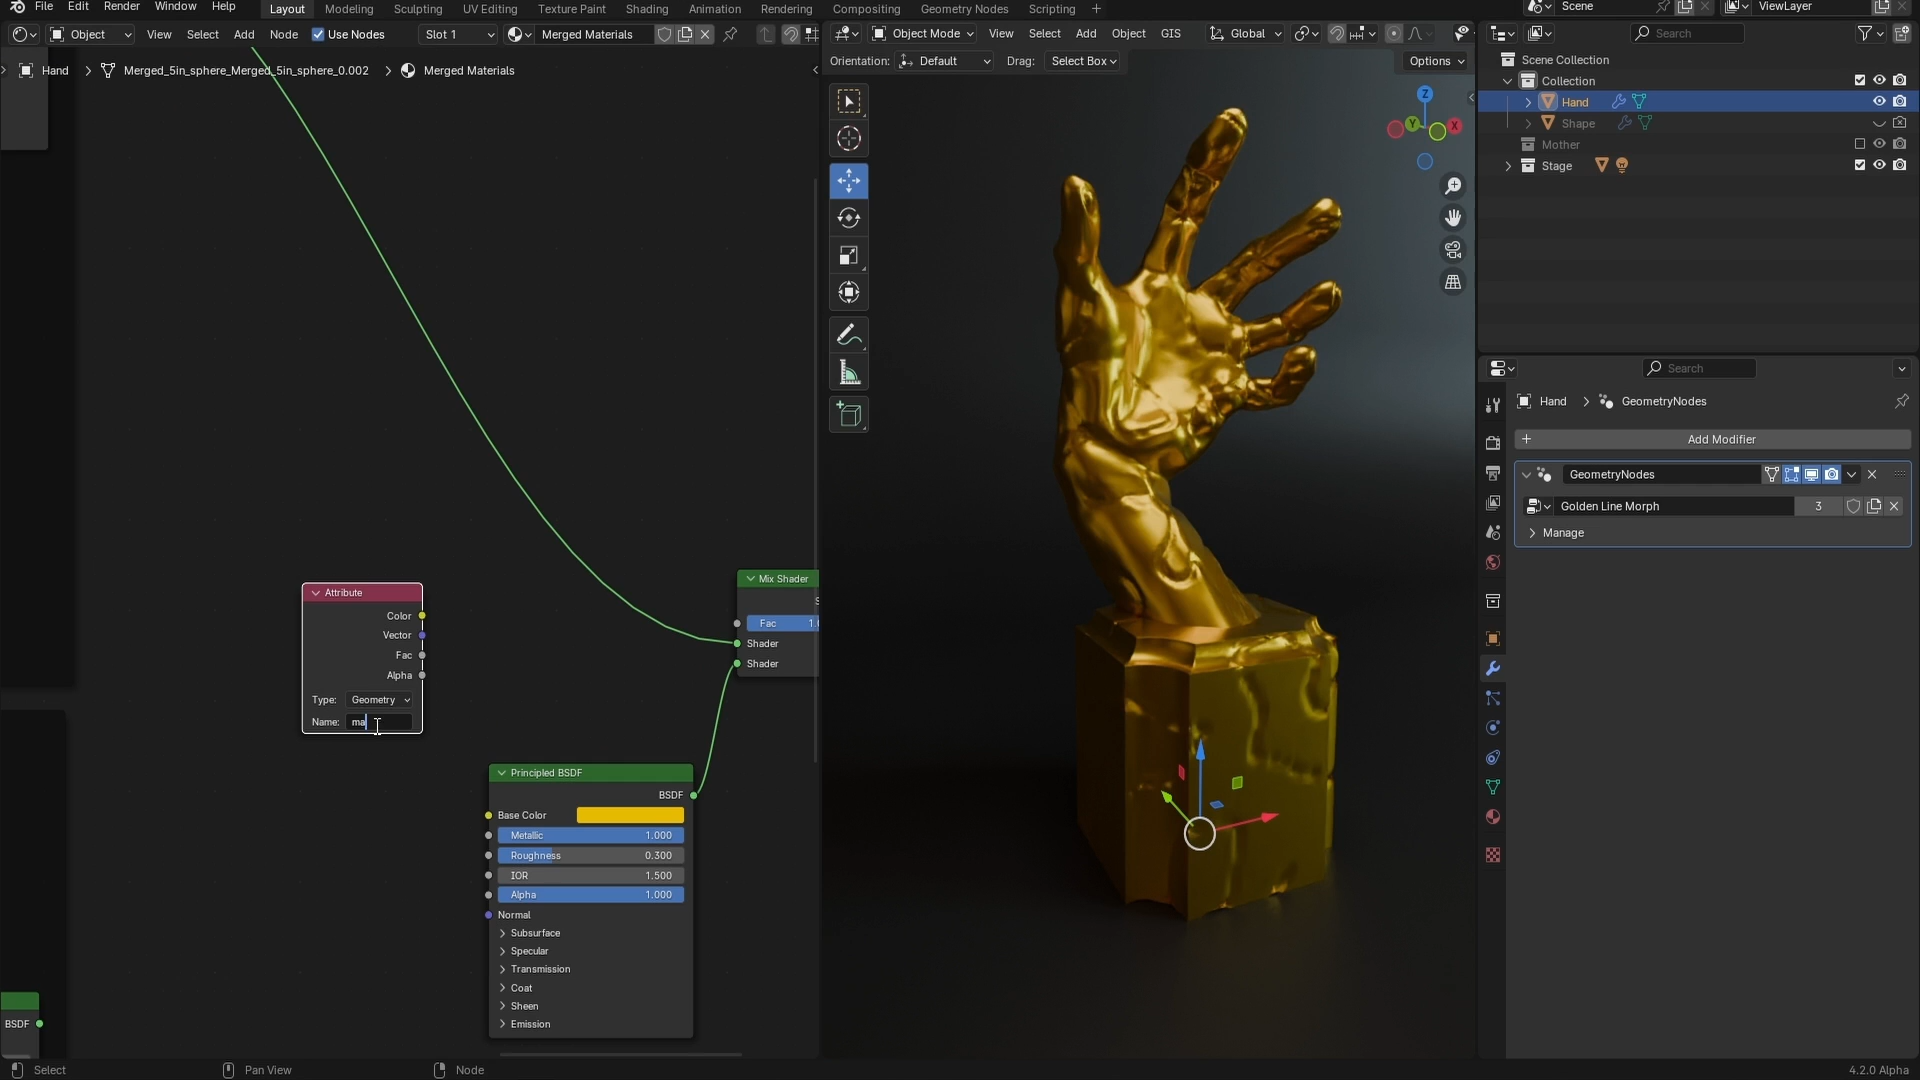 File Edit Render Window Help Layout Modeling Sculpting UV Editing Texture Paint Shading Animation Rendering Compositing Geometry Nodes Scripting + Scene ViewLayer
Object View Select Add Object Node Use Nodes Slot 1 Merged Materials
Hand > Merged_5in_sphere_Merged_5in_sphere_0.002 > Merged Materials
Attribute
Color
Vector
Fac
Alpha
Type: Geometry
Name: ma
Mix Shader
Fac
Shader
Shader
Principled BSDF
BSDF
Base Color
Metallic 1.000
Roughness 0.300
IOR 1.500
Alpha 1.000
Normal
Subsurface
Specular
Transmission
Coat
Sheen
Emission
BSDF
Object Mode View Select Add Object GIS Global
Orientation: Default Drag: Select Box Options
Z
Y
X
Search
Scene Collection
Collection
Hand
Shape
Mother
Stage
Search
Hand > GeometryNodes
+ Add Modifier
GeometryNodes
Golden Line Morph 3
Manage
Select Pan View Node 4.2.0 Alpha